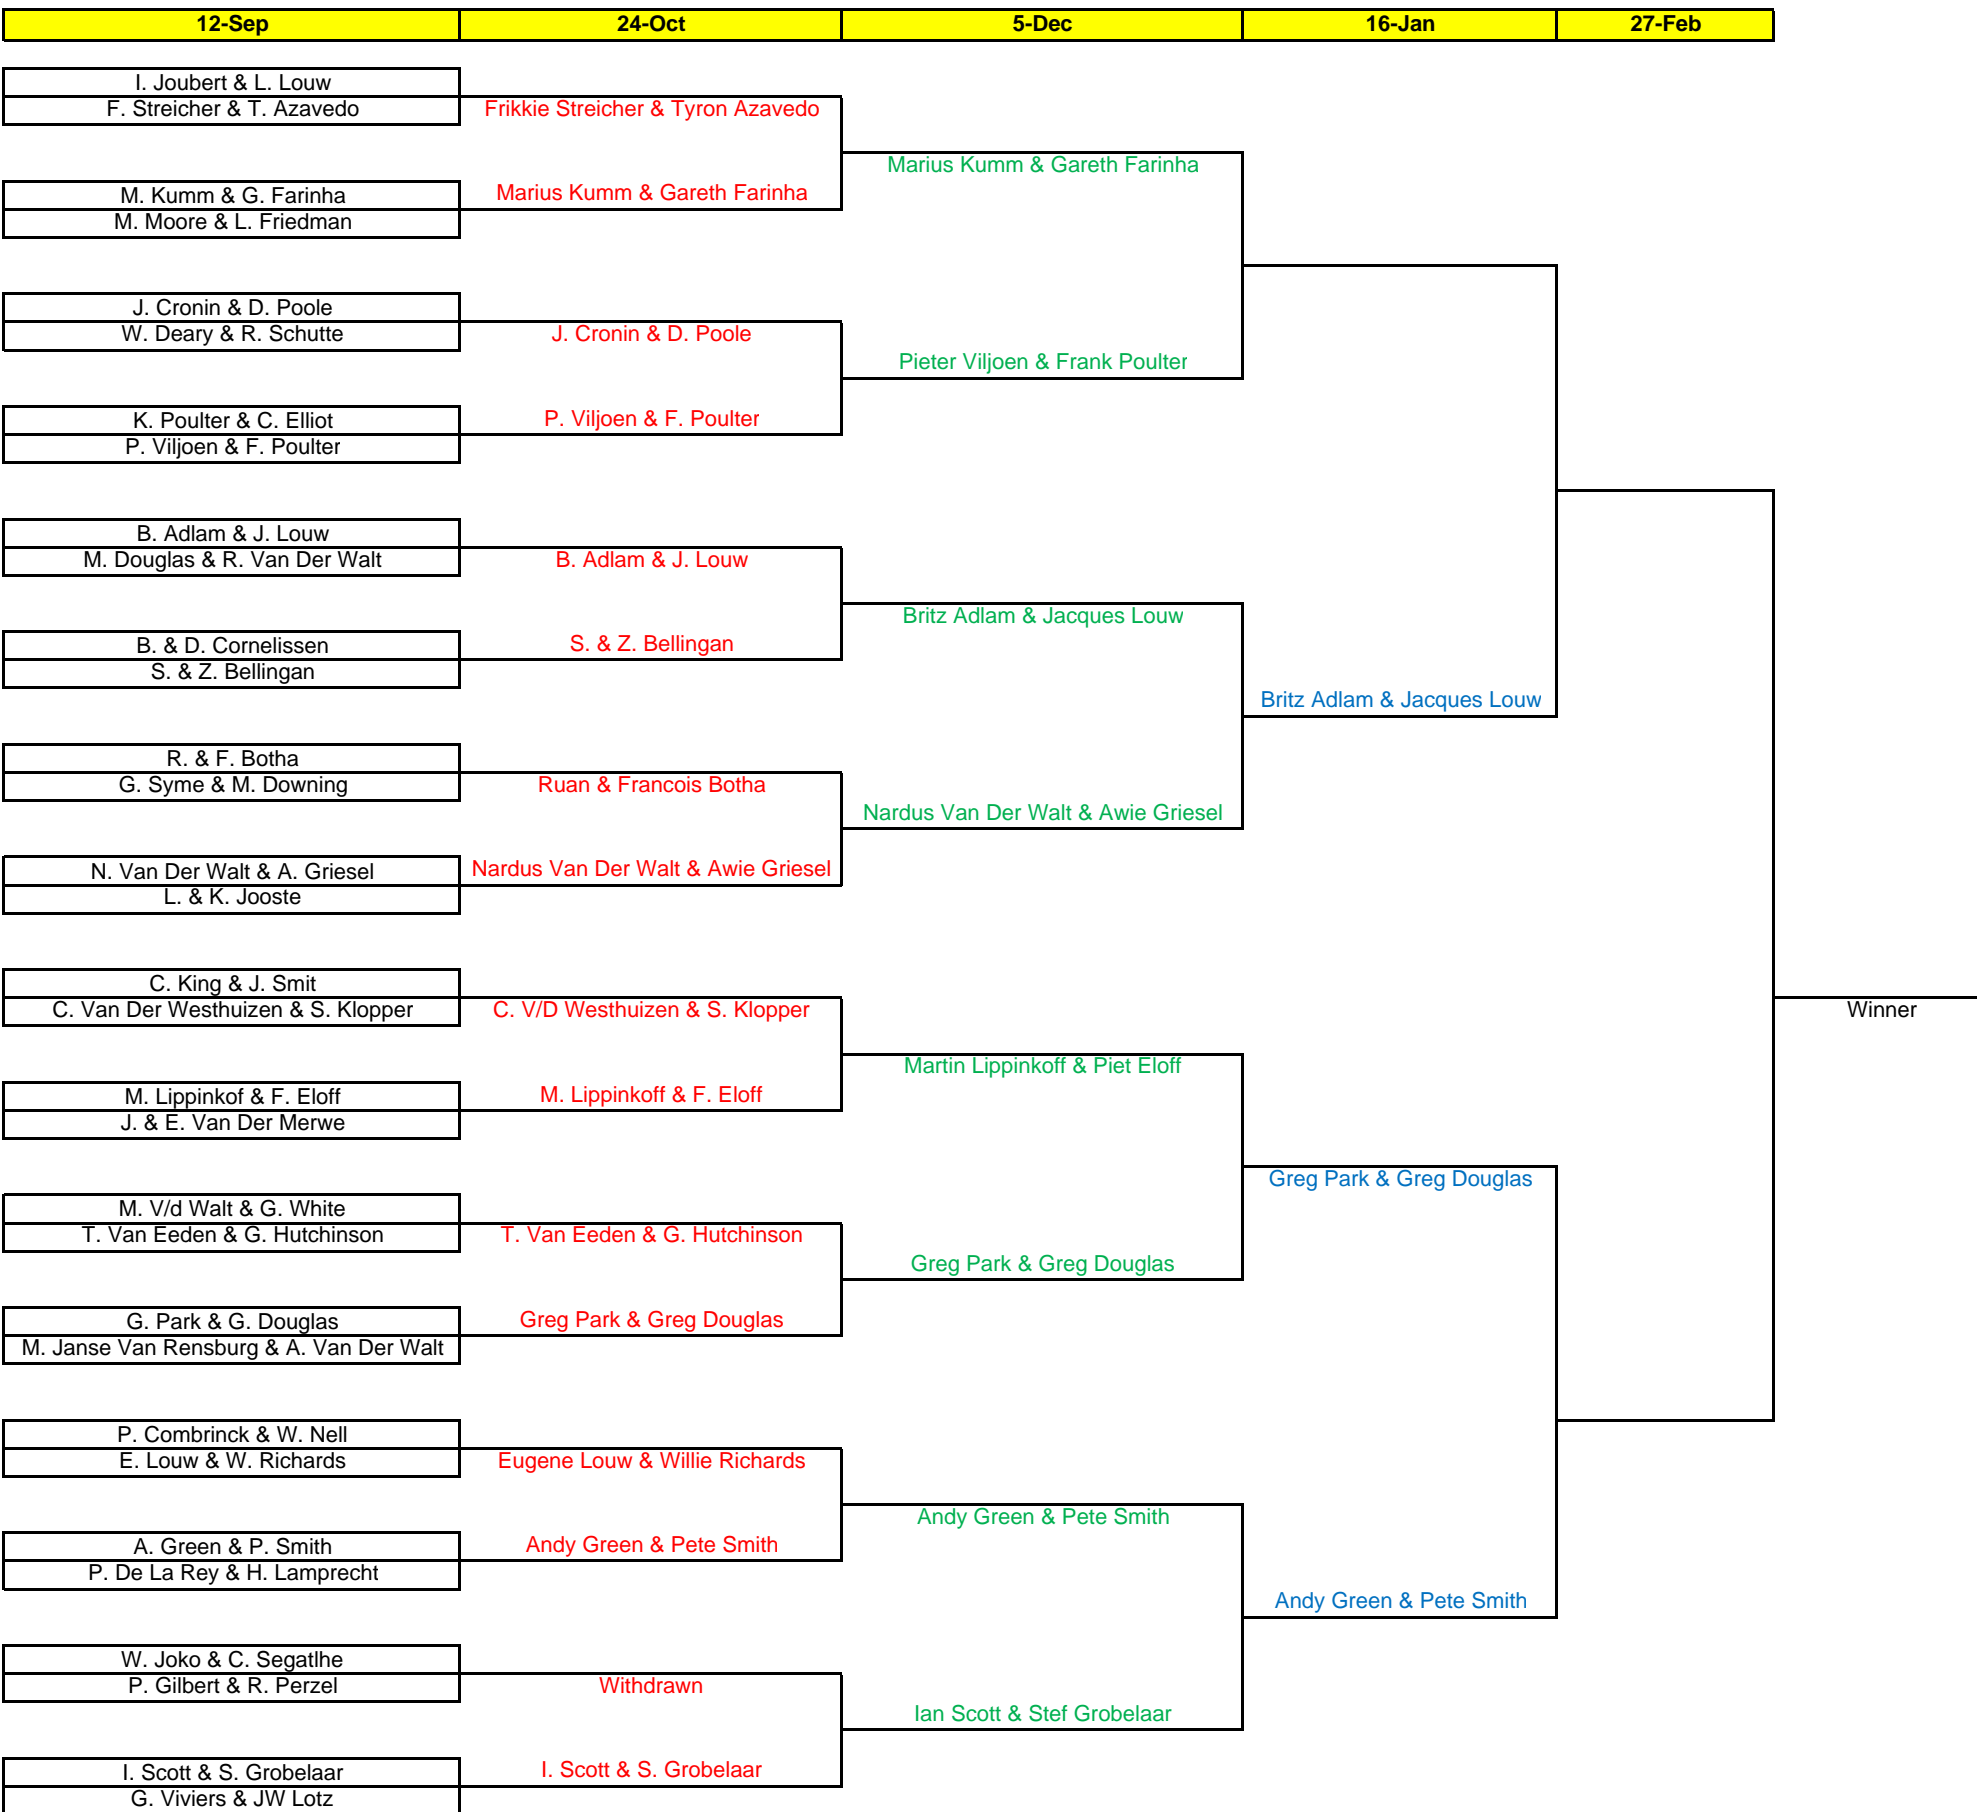 12-Sep
24-Oct
5-Dec
16-Jan
27-Feb
I. Joubert & L. Louw
F. Streicher & T. Azavedo
M. Kumm & G. Farinha
M. Moore & L. Friedman
J. Cronin & D. Poole
W. Deary & R. Schutte
K. Poulter & C. Elliot
P. Viljoen & F. Poulter
B. Adlam & J. Louw
M. Douglas & R. Van Der Walt
B. & D. Cornelissen
S. & Z. Bellingan
R. & F. Botha
G. Syme & M. Downing
N. Van Der Walt & A. Griesel
L. & K. Jooste
C. King & J. Smit
C. Van Der Westhuizen & S. Klopper
M. Lippinkof & F. Eloff
J. & E. Van Der Merwe
M. V/d Walt & G. White
T. Van Eeden & G. Hutchinson
G. Park & G. Douglas
M. Janse Van Rensburg & A. Van Der Walt
P. Combrinck & W. Nell
E. Louw & W. Richards
A. Green & P. Smith
P. De La Rey & H. Lamprecht
W. Joko & C. Segatlhe
P. Gilbert & R. Perzel
I. Scott & S. Grobelaar
G. Viviers & JW Lotz
Frikkie Streicher & Tyron Azavedo
Marius Kumm & Gareth Farinha
J. Cronin & D. Poole
P. Viljoen & F. Poulter
B. Adlam & J. Louw
S. & Z. Bellingan
Ruan & Francois Botha
Nardus Van Der Walt & Awie Griesel
C. V/D Westhuizen & S. Klopper
M. Lippinkoff & F. Eloff
T. Van Eeden & G. Hutchinson
Greg Park & Greg Douglas
Eugene Louw & Willie Richards
Andy Green & Pete Smith
Withdrawn
I. Scott & S. Grobelaar
Marius Kumm & Gareth Farinha
Pieter Viljoen & Frank Poulter
Britz Adlam & Jacques Louw
Nardus Van Der Walt & Awie Griesel
Martin Lippinkoff & Piet Eloff
Greg Park & Greg Douglas
Andy Green & Pete Smith
Ian Scott & Stef Grobelaar
Britz Adlam & Jacques Louw
Greg Park & Greg Douglas
Andy Green & Pete Smith
Winner